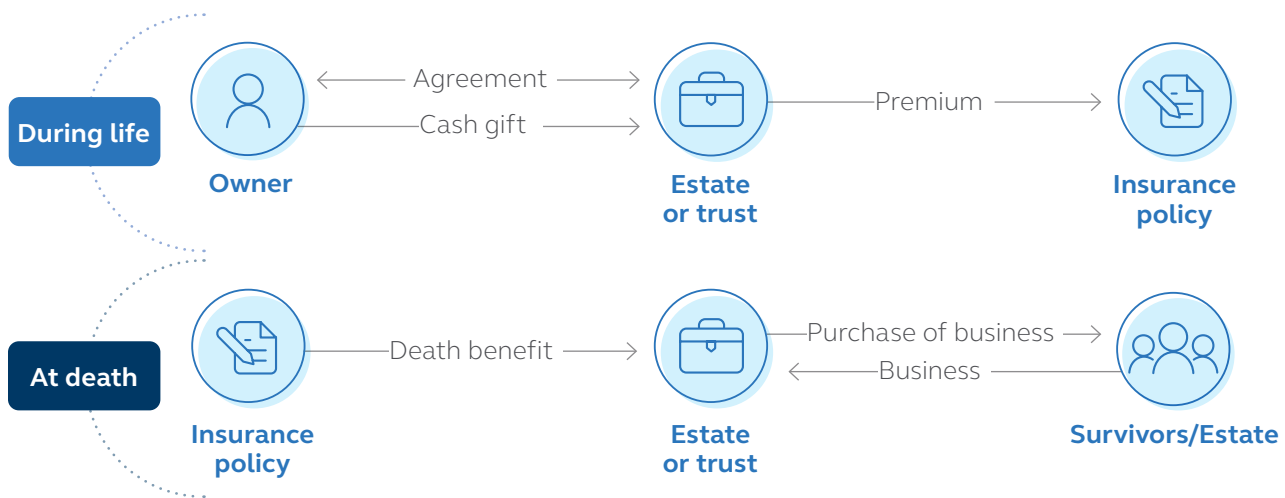 Agreement
During life
Cash gift
Premium
Owner
Estate
or trust
Insurance
policy
At death
Death benefit
Purchase of business
Business
Insurance
policy
Estate
or trust
Survivors/Estate